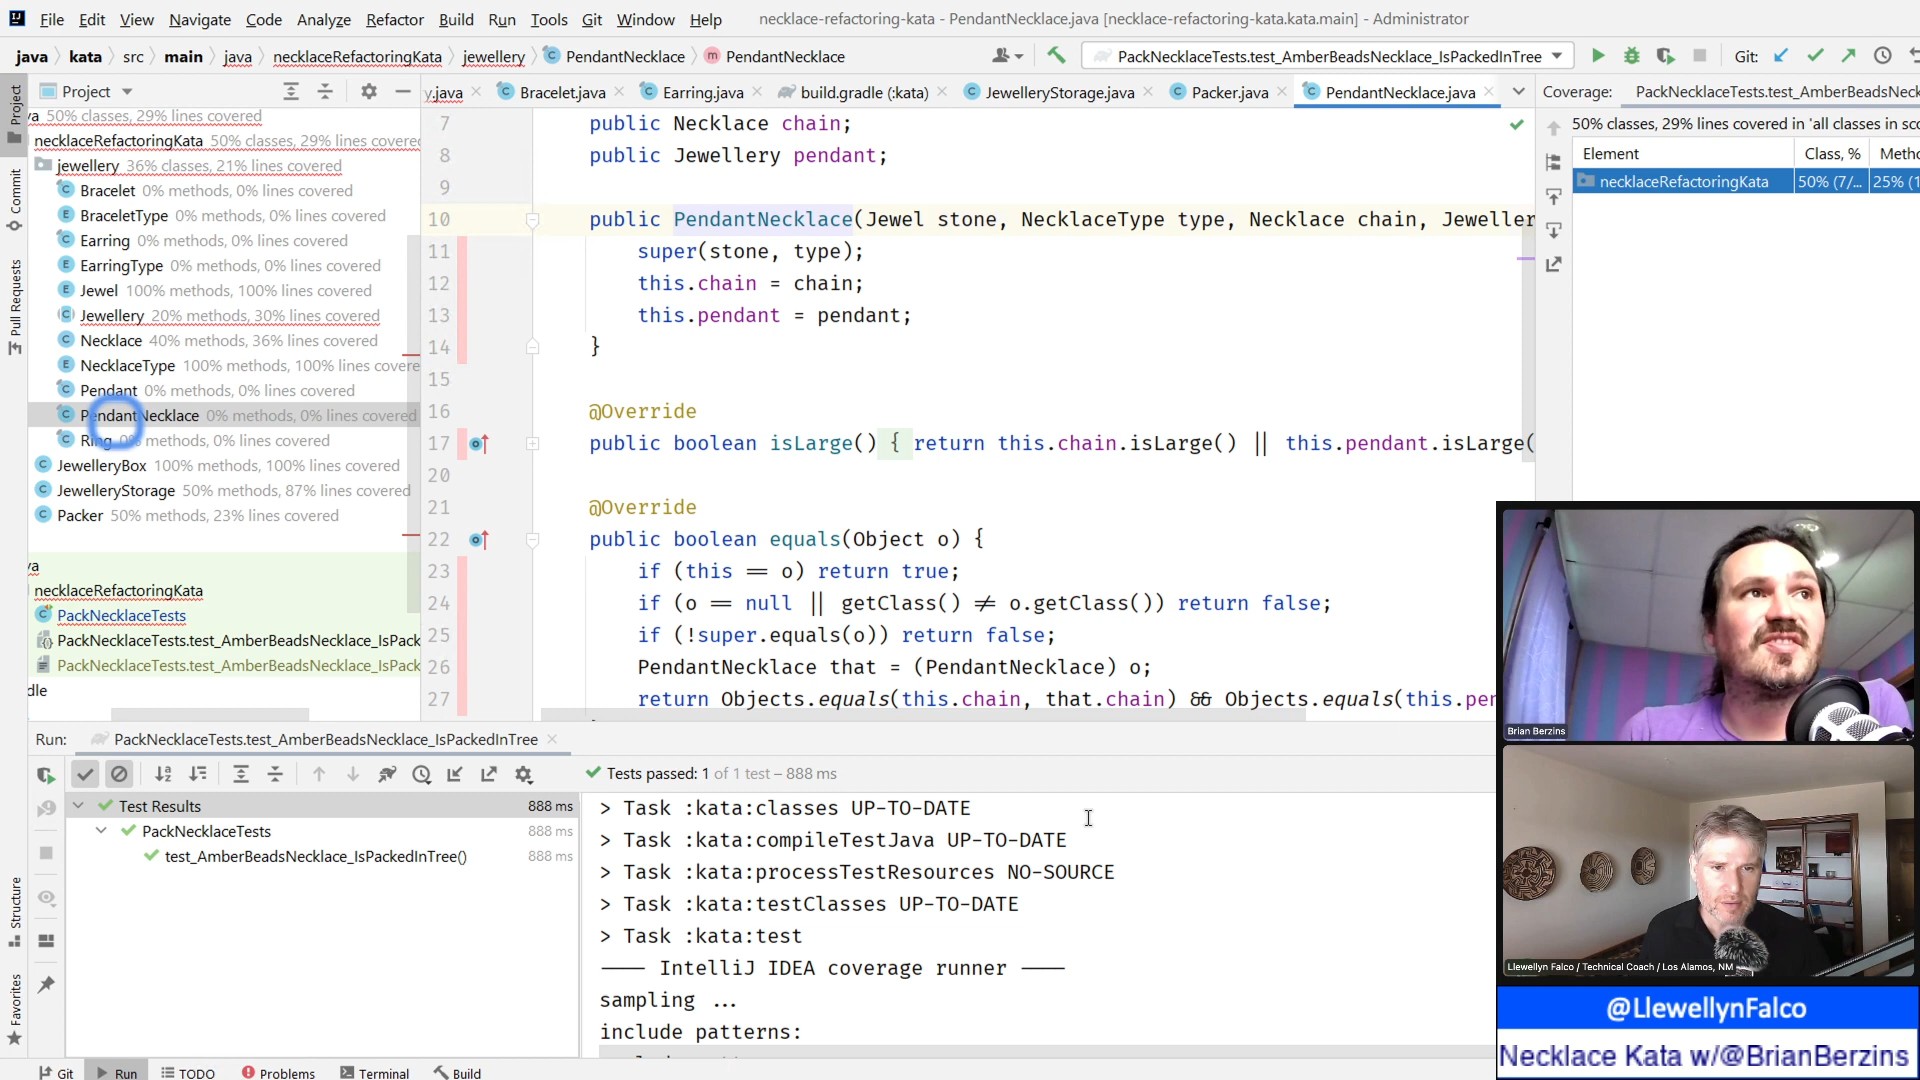 File Edit View Navigate Code Analyze Refactor Build Run Tools Git Window Help necklace-refactoring-kata - PendantNecklace.java [necklace-refactoring-kata.kata.main] - Administrator
java kata src main java necklaceRefactoringKata jewellery PendantNecklace PendantNecklace PackNecklaceTests.test_AmberBeadsNecklace_IsPackedInTree Git:
Project y.java Bracelet.java Earring.java build.gradle (:kata) JewelleryStorage.java Packer.java PendantNecklace.java Coverage: PackNecklaceTests.test_AmberBeadsNeck
va 50% classes, 29% lines covered
necklaceRefactoringKata 50% classes, 29% lines covered
jewellery 36% classes, 21% lines covered
Bracelet 0% methods, 0% lines covered
BraceletType 0% methods, 0% lines covered
Earring 0% methods, 0% lines covered
EarringType 0% methods, 0% lines covered
Jewel 100% methods, 100% lines covered
Jewellery 20% methods, 30% lines covered
Necklace 40% methods, 36% lines covered
NecklaceType 100% methods, 100% lines cover
Pendant 0% methods, 0% lines covered
PendantNecklace 0% methods, 0% lines covered
Ring 0% methods, 0% lines covered
JewelleryBox 100% methods, 100% lines covered
JewelleryStorage 50% methods, 87% lines covered
Packer 50% methods, 23% lines covered
va
necklaceRefactoringKata
PackNecklaceTests
PackNecklaceTests.test_AmberBeadsNecklace_IsPack
PackNecklaceTests.test_AmberBeadsNecklace_IsPack
dle
7 public Necklace chain;
8 public Jewellery pendant;
9
10 public PendantNecklace(Jewel stone, NecklaceType type, Necklace chain, Jeweller
11 super(stone, type);
12 this.chain = chain;
13 this.pendant = pendant;
14 }
15
16 @Override
17 public boolean isLarge() { return this.chain.isLarge() || this.pendant.isLarge(
20
21 @Override
22 public boolean equals(Object o) {
23 if (this == o) return true;
24 if (o == null || getClass() != o.getClass()) return false;
25 if (!super.equals(o)) return false;
26 PendantNecklace that = (PendantNecklace) o;
27 return Objects.equals(this.chain, that.chain) && Objects.equals(this.pen
50% classes, 29% lines covered in 'all classes in sco
Element Class, % Metho
necklaceRefactoringKata 50% (7/... 25% (1
Run: PackNecklaceTests.test_AmberBeadsNecklace_IsPackedInTree
Tests passed: 1 of 1 test – 888 ms
Test Results 888 ms
PackNecklaceTests 888 ms
test_AmberBeadsNecklace_IsPackedInTree() 888 ms
> Task :kata:classes UP-TO-DATE
> Task :kata:compileTestJava UP-TO-DATE
> Task :kata:processTestResources NO-SOURCE
> Task :kata:testClasses UP-TO-DATE
> Task :kata:test
---- IntelliJ IDEA coverage runner ----
sampling ...
include patterns:
Project
Commit
Pull Requests
Structure
Favorites
Git Run TODO Problems Terminal Build
Brian Berzins
Llewellyn Falco / Technical Coach / Los Alamos, NM
@LlewellynFalco
Necklace Kata w/@BrianBerzins